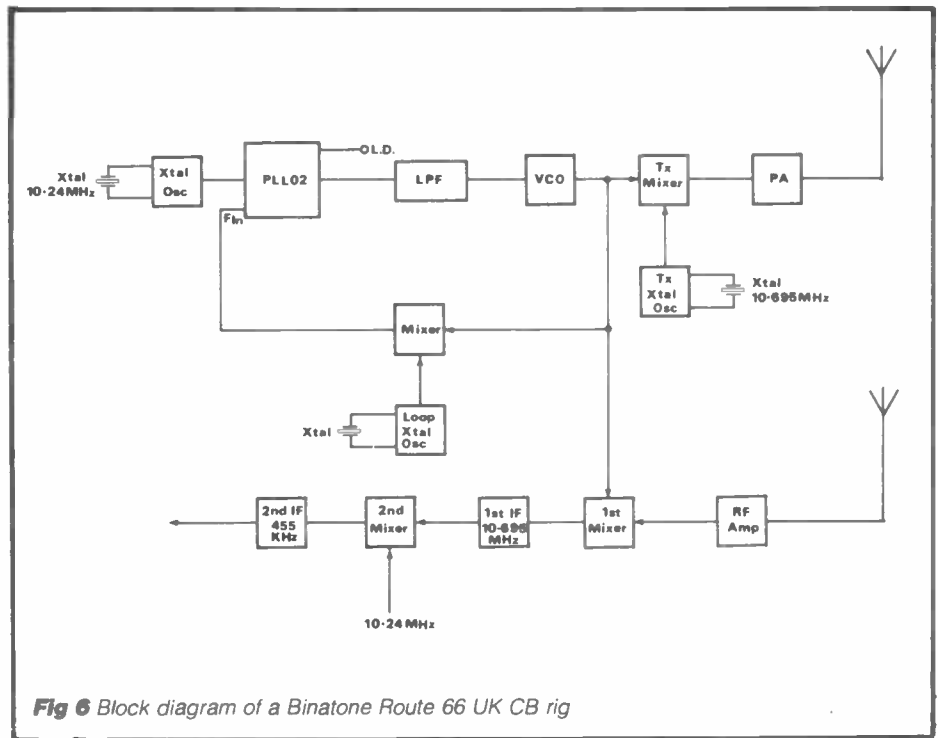 Xtal
10·24MHz
Xtal
Osc
PLL02
FIn
OL.D.
LPF
VCO
Tx
Mixer
PA
Tx
Xtal
Osc
Xtal
10·695MHz
Mixer
Xtal
Loop
Xtal
Osc
2nd IF
455
KHz
2nd
Mixer
1st IF
10·695
MHz
1st
Mixer
RF
Amp
10·24MHz
Fig 6 Block diagram of a Binatone Route 66 UK CB rig